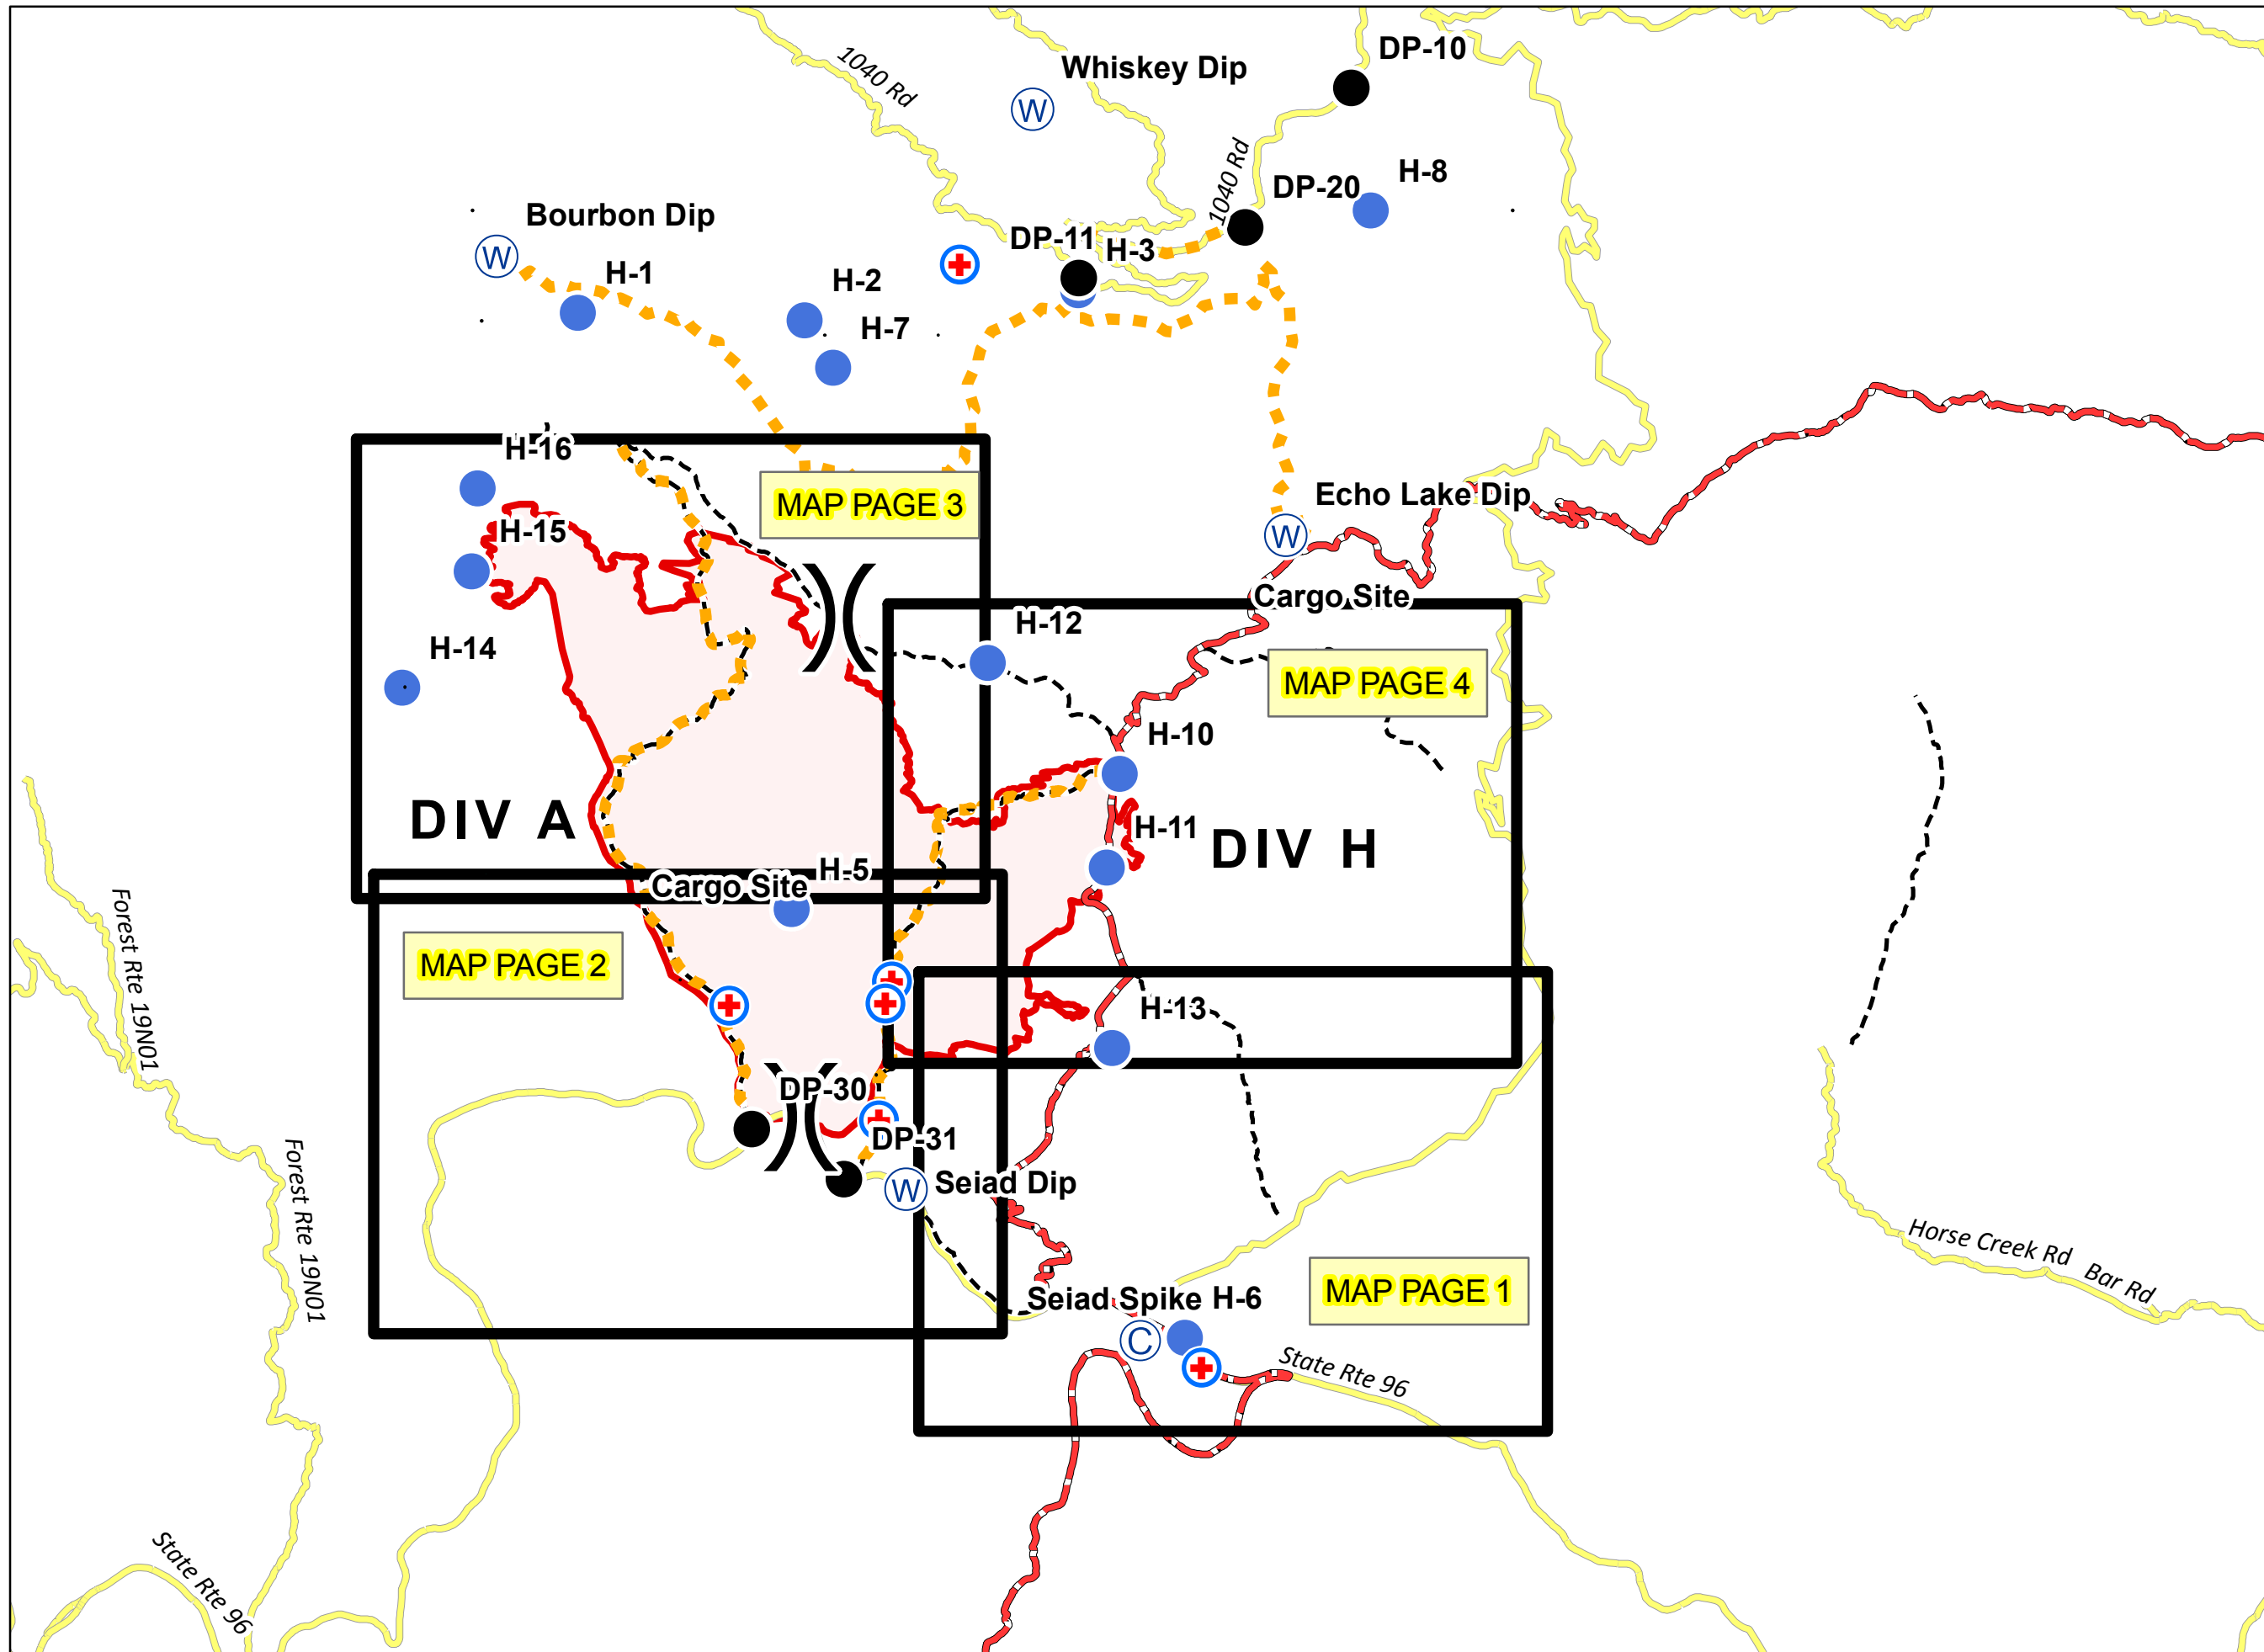 DP-10
Whiskey Dip
1040 Rd
W
1040 Rd
DP-20
H-8
Bourbon Dip
W
DP-11
H-3
H-1
H-2
H-7
H-16
MAP PAGE 3
Echo Lake Dip
W
H-15
Cargo Site
H-12
H-14
MAP PAGE 4
H-10
DIV A
H-11
DIV H
H-5
Cargo Site
Forest Rte 19N01
MAP PAGE 2
H-13
DP-30
DP-31
W
Seiad Dip
Forest Rte 19N01
Horse Creek Rd
Bar Rd
Seiad Spike
H-6
MAP PAGE 1
C
State Rte 96
State Rte 96